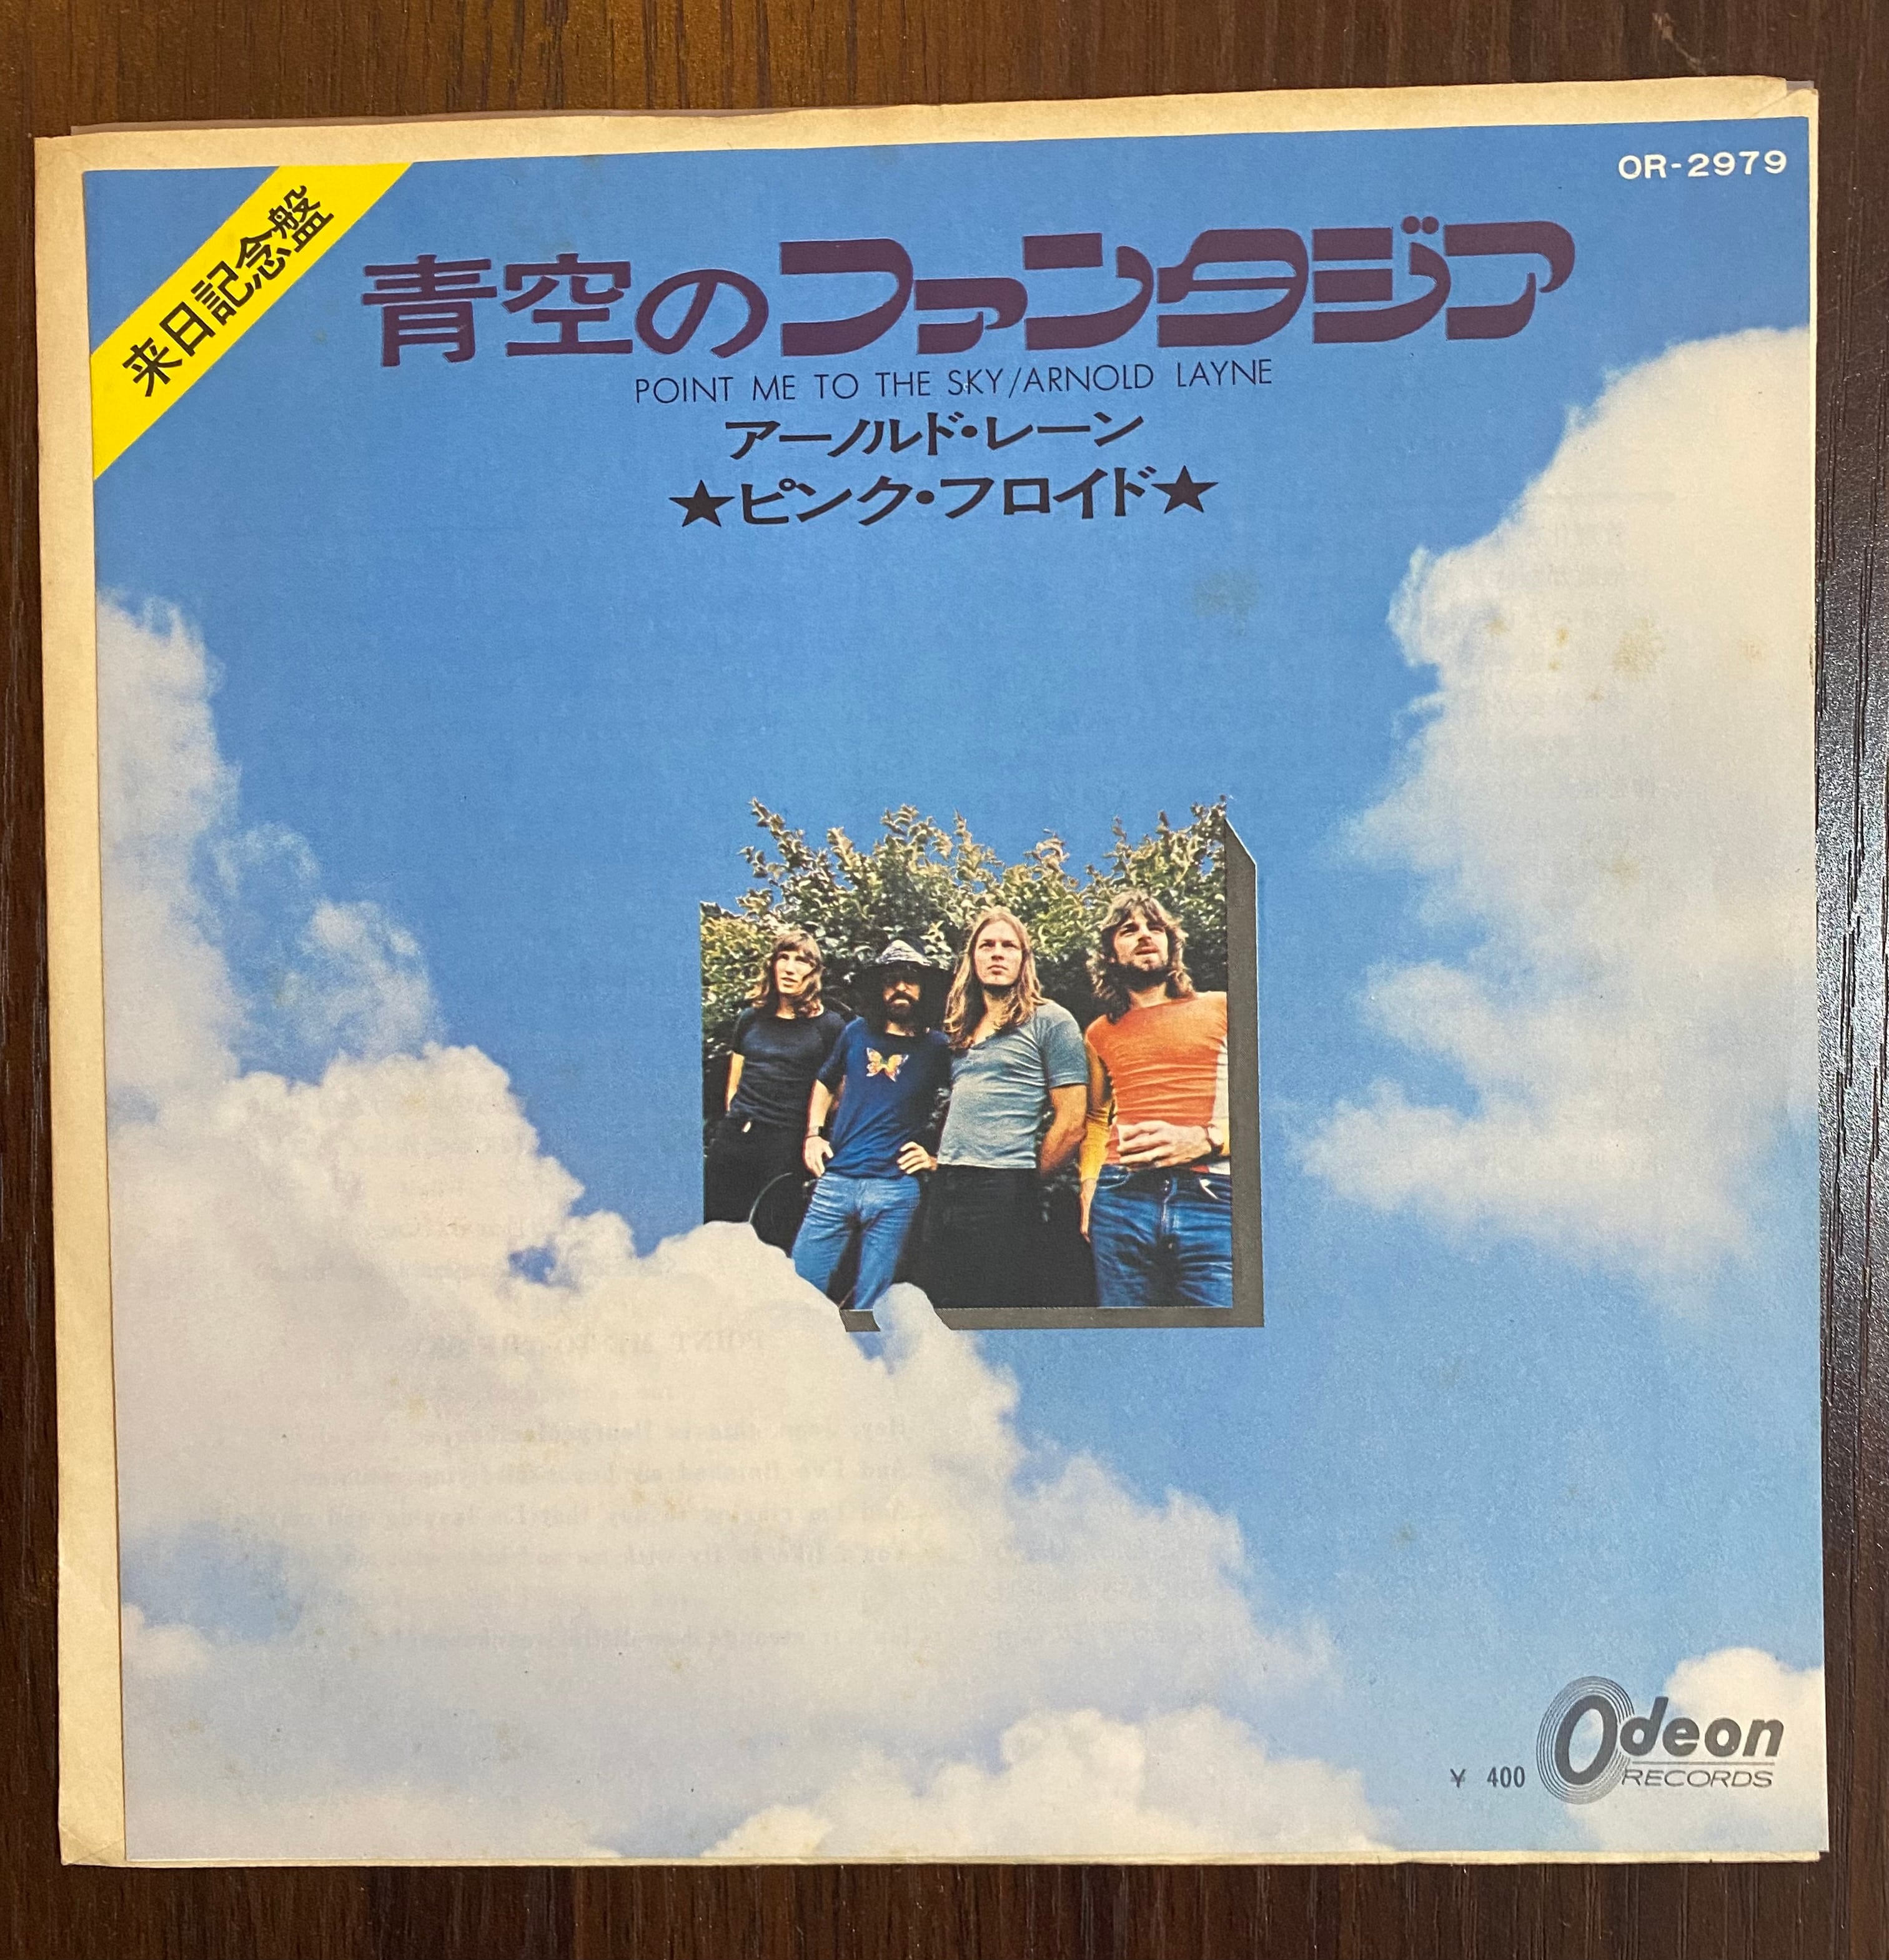 OR-2979
来日記念盤
青空のファンタジア
POINT ME TO THE SKY/ARNOLD LAYNE
アーノルド・レーン
★ピンク・フロイド★
¥ 400
Odeon
RECORDS